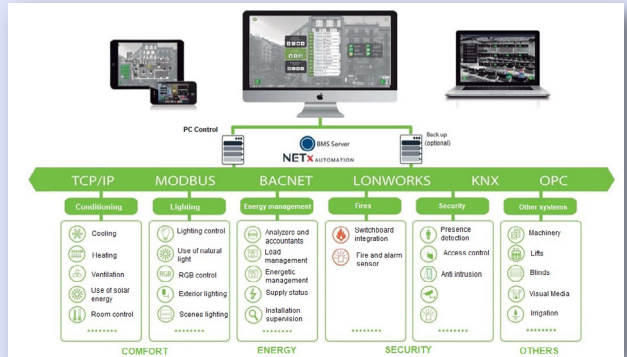 PC Control
BMS Server
NETx AUTOMATION
Back up
(optional)
TCP/IP MODBUS BACNET LONWORKS KNX OPC
Conditioning
Cooling
Heating
Ventilation
Use of solar
energy
Room control
Lighting
Lighting control
Use of natural
light
RGB
RGB control
Exterior lighting
Scenes lighting
COMFORT
Energy management
Analyzers and
accountants
Load
management
Energetic
management
Supply status
Installation
supervision
ENERGY
Fires
Switchboard
integration
Fire and alarm
sensor
Security
Presence
detection
Access control
Anti intrusion
SECURITY
Other systems
Machinery
Lifts
Blinds
Visual Media
Irrigation
OTHERS